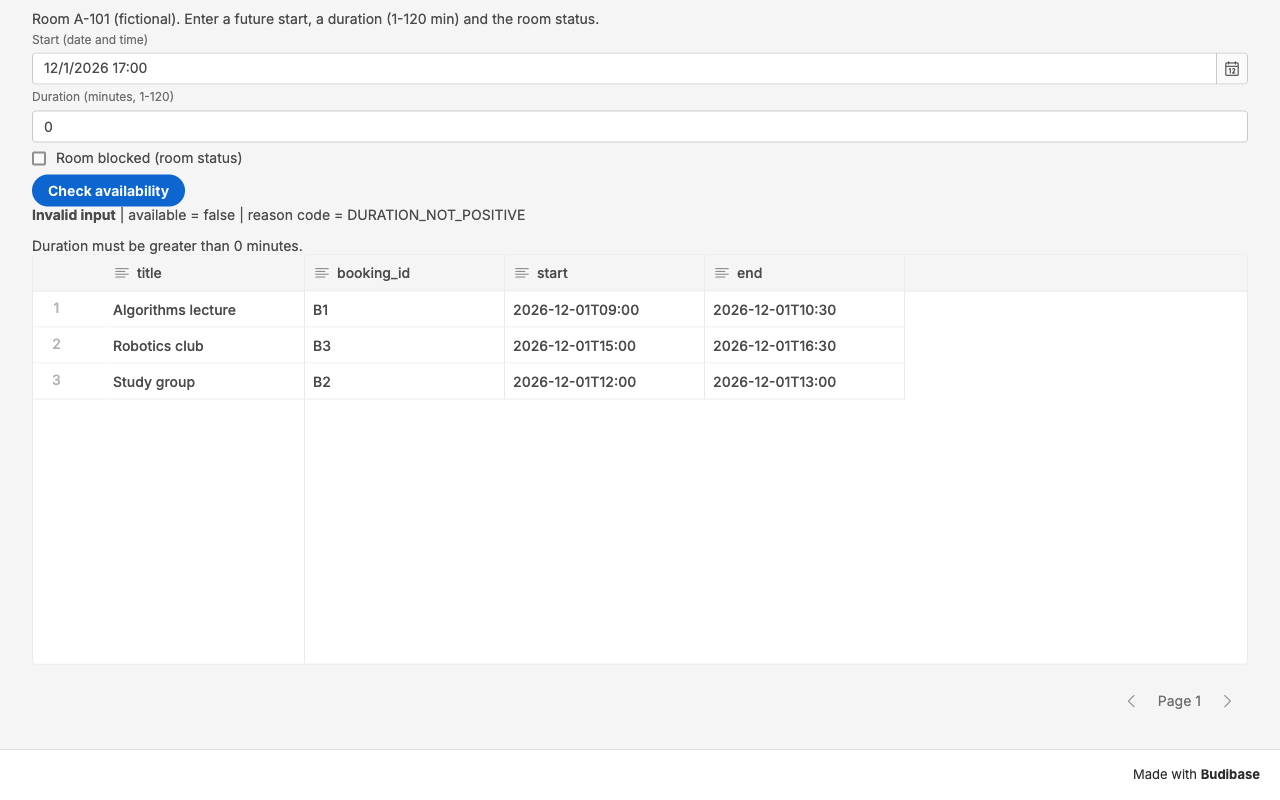 Room A-101 (fictional). Enter a future start, a duration (1-120 min) and the room status.
Start (date and time)
12/1/2026 17:00
12
Duration (minutes, 1-120)
0
Room blocked (room status)
Check availability
Invalid input | available = false | reason code = DURATION_NOT_POSITIVE
Duration must be greater than 0 minutes.
title booking_id start end
1 Algorithms lecture B1 2026-12-01T09:00 2026-12-01T10:30
2 Robotics club B3 2026-12-01T15:00 2026-12-01T16:30
3 Study group B2 2026-12-01T12:00 2026-12-01T13:00
Page 1
Made with Budibase